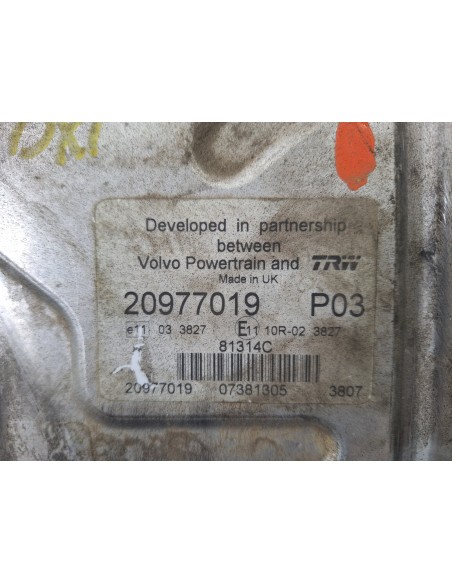 DXI
Developed in partnership
between
Volvo Powertrain and TRW
Made in UK
20977019 P03
e11 03 3827 E11 10R-02 3827
81314C
20977019 07381305 3807